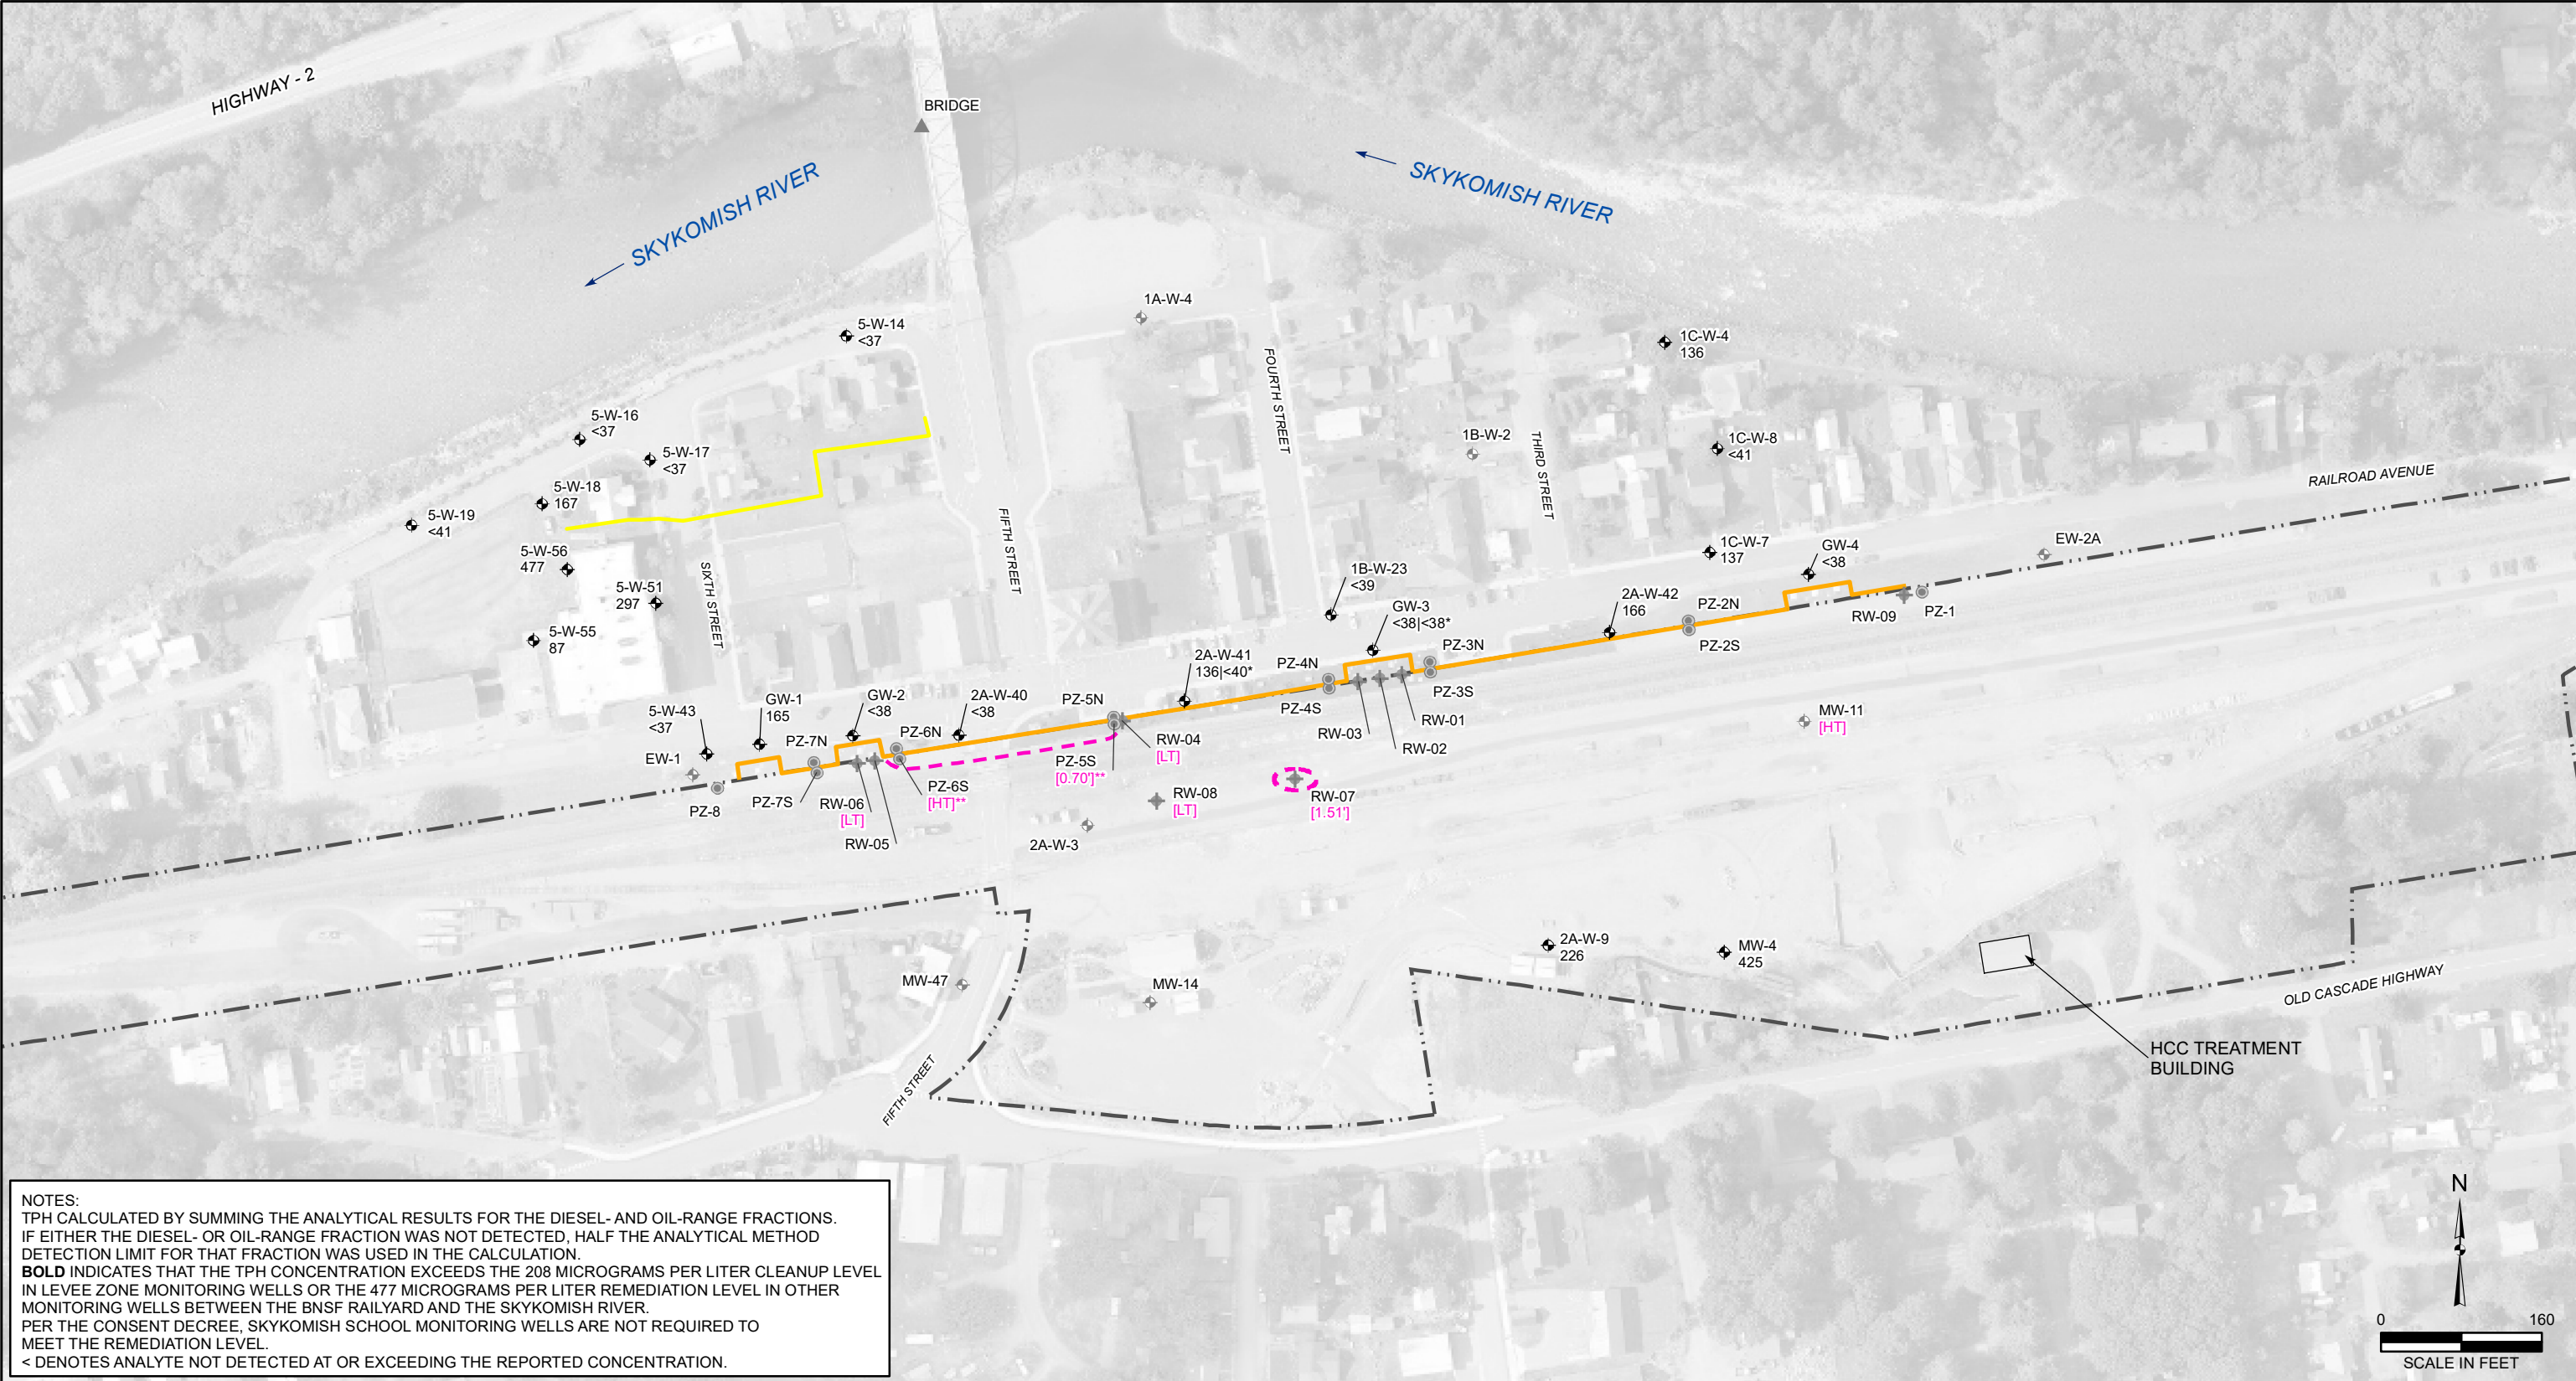 HIGHWAY - 2
BRIDGE
SKYKOMISH RIVER
SKYKOMISH RIVER
1A-W-4
5-W-14
<37
1C-W-4
136
FOURTH STREET
5-W-16
<37
5-W-17
<37
1B-W-2
THIRD STREET
1C-W-8
<41
RAILROAD AVENUE
5-W-18
167
5-W-19
<41
FIFTH STREET
5-W-56
477
5-W-51
297
SIXTH STREET
5-W-55
87
1B-W-23
<39
1C-W-7
137
GW-4
<38
EW-2A
GW-3
<38|<38*
2A-W-42
166
PZ-2N
PZ-2S
RW-09
PZ-1
2A-W-41
136|<40*
PZ-4N
PZ-3N
PZ-3S
PZ-4S
RW-03
RW-01
RW-02
MW-11
[HT]
5-W-43
<37
GW-1
165
GW-2
<38
2A-W-40
<38
PZ-5N
PZ-7N
PZ-6N
EW-1
RW-04
[LT]
PZ-5S
[0.70']**
PZ-8
PZ-7S
RW-06
[LT]
PZ-6S
[HT]**
RW-05
RW-08
[LT]
RW-07
[1.51']
2A-W-3
2A-W-9
226
MW-4
425
MW-47
MW-14
OLD CASCADE HIGHWAY
HCC TREATMENT
BUILDING
FIFTH STREET
NOTES:
TPH CALCULATED BY SUMMING THE ANALYTICAL RESULTS FOR THE DIESEL- AND OIL-RANGE FRACTIONS.
IF EITHER THE DIESEL- OR OIL-RANGE FRACTION WAS NOT DETECTED, HALF THE ANALYTICAL METHOD
DETECTION LIMIT FOR THAT FRACTION WAS USED IN THE CALCULATION.
BOLD INDICATES THAT THE TPH CONCENTRATION EXCEEDS THE 208 MICROGRAMS PER LITER CLEANUP LEVEL
IN LEVEE ZONE MONITORING WELLS OR THE 477 MICROGRAMS PER LITER REMEDIATION LEVEL IN OTHER
MONITORING WELLS BETWEEN THE BNSF RAILYARD AND THE SKYKOMISH RIVER.
PER THE CONSENT DECREE, SKYKOMISH SCHOOL MONITORING WELLS ARE NOT REQUIRED TO
MEET THE REMEDIATION LEVEL.
< DENOTES ANALYTE NOT DETECTED AT OR EXCEEDING THE REPORTED CONCENTRATION.
N
0 160
SCALE IN FEET